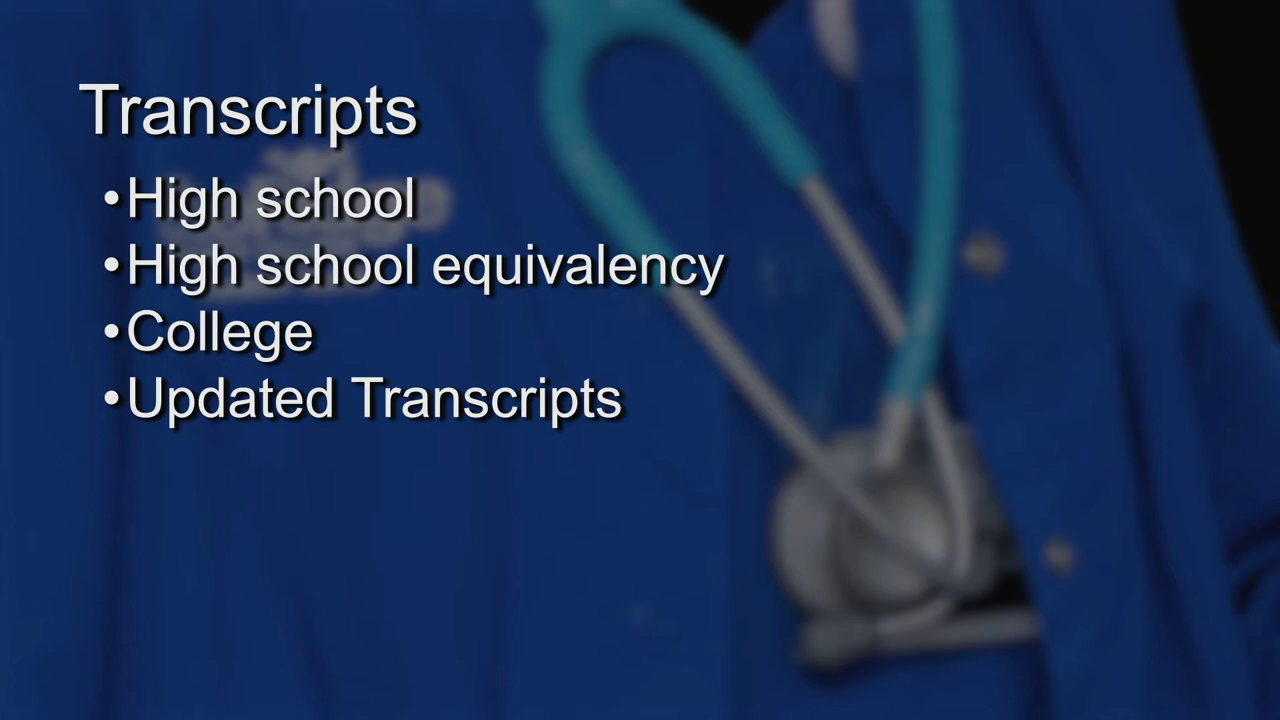 Transcripts
•High school
•High school equivalency
•College
•Updated Transcripts